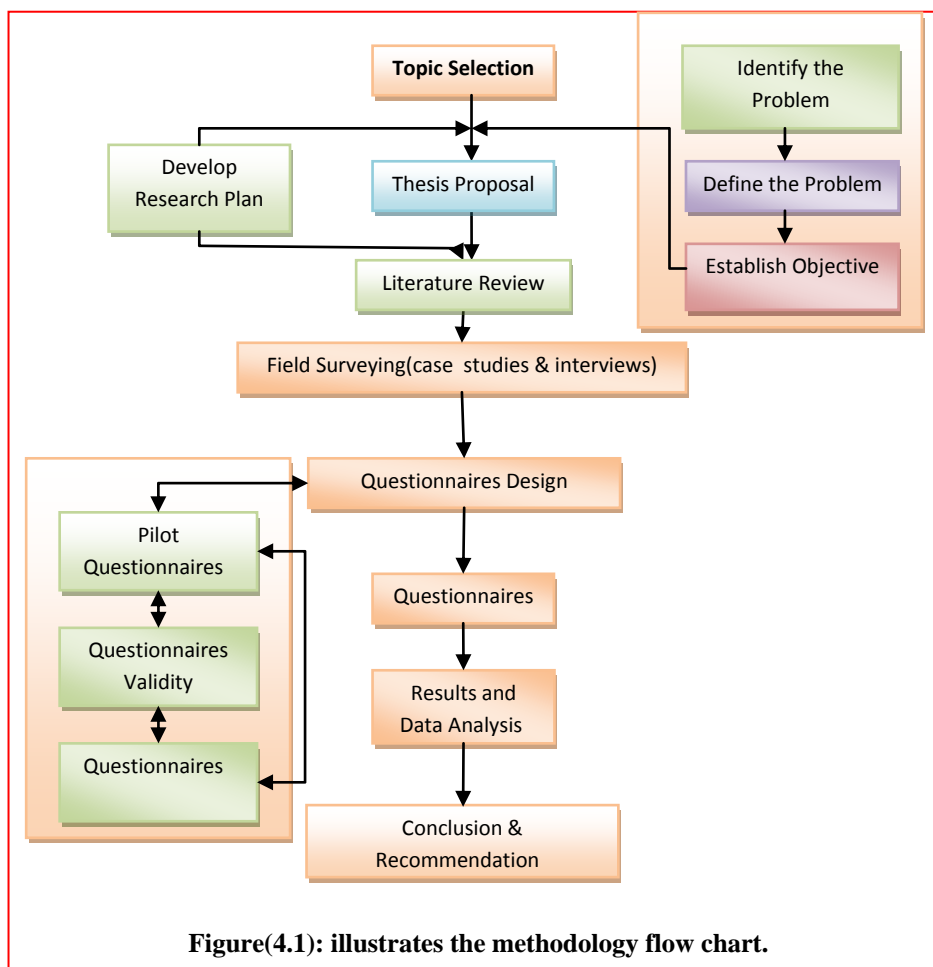 Topic Selection
Identify the
Problem
Develop
Research Plan
Thesis Proposal
Define the Problem
Establish Objective
Literature Review
Field Surveying(case studies & interviews)
Questionnaires Design
Pilot
Questionnaires
Questionnaires
Questionnaires
Validity
Results and
Data Analysis
Questionnaires
Conclusion &
Recommendation
Figure(4.1): illustrates the methodology flow chart.